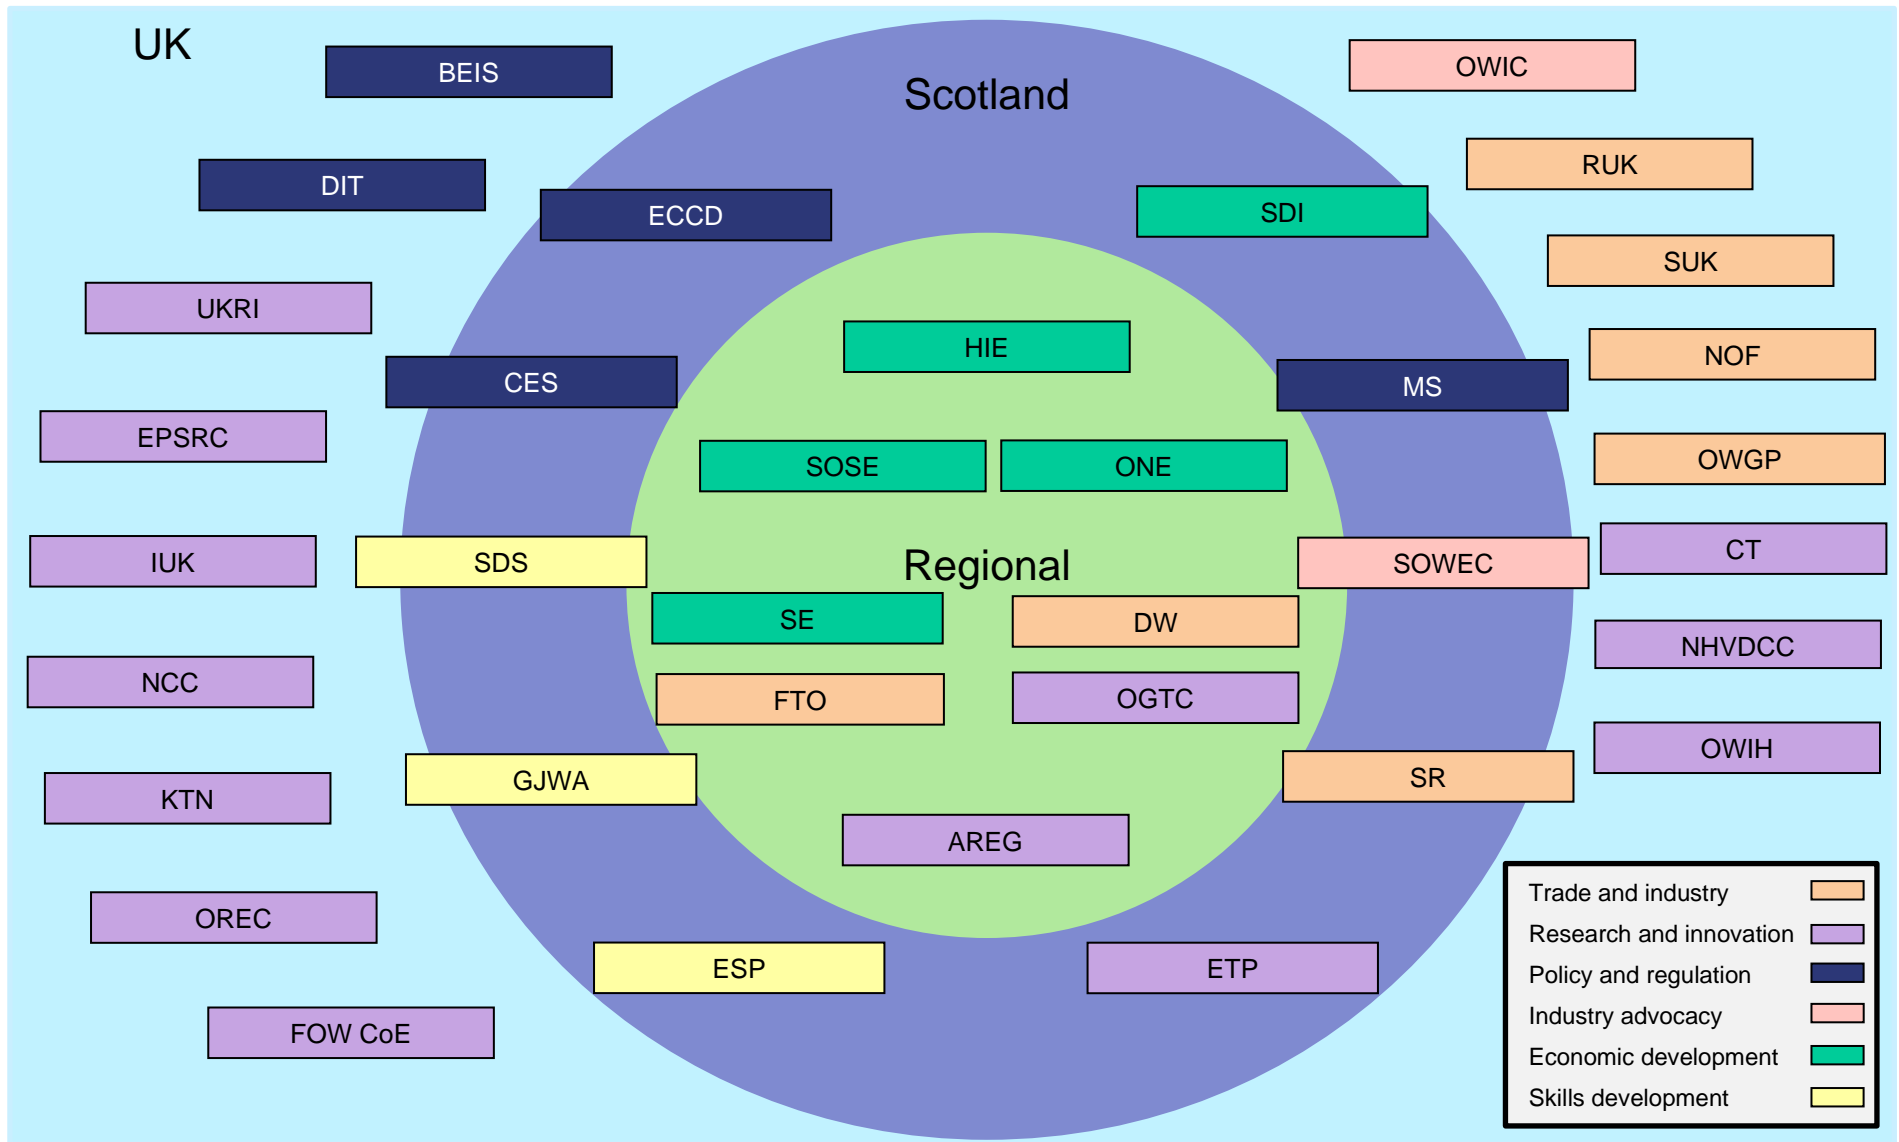 UK
BEIS
OWIC
Scotland
RUK
DIT
ECCD
SDI
SUK
UKRI
HIE
NOF
CES
MS
EPSRC
SOSE
ONE
OWGP
IUK
SDS
Regional
SOWEC
CT
SE
DW
NHVDCC
NCC
FTO
OGTC
OWIH
KTN
GJWA
SR
AREG
OREC
ESP
ETP
FOW CoE
Trade and industry
Research and innovation
Policy and regulation
Industry advocacy
Economic development
Skills development